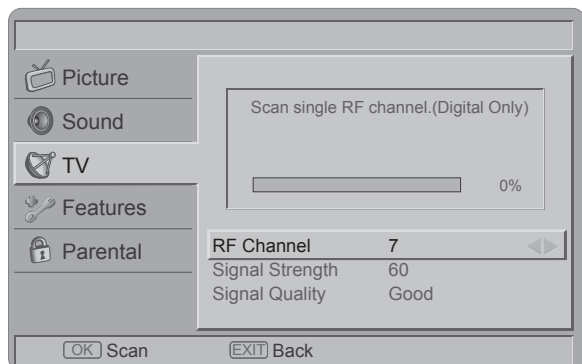 Picture
Sound
TV
Features
Parental
Scan single RF channel.(Digital Only)
0%
RF Channel 7
Signal Strength 60
Signal Quality Good
OK Scan EXIT Back